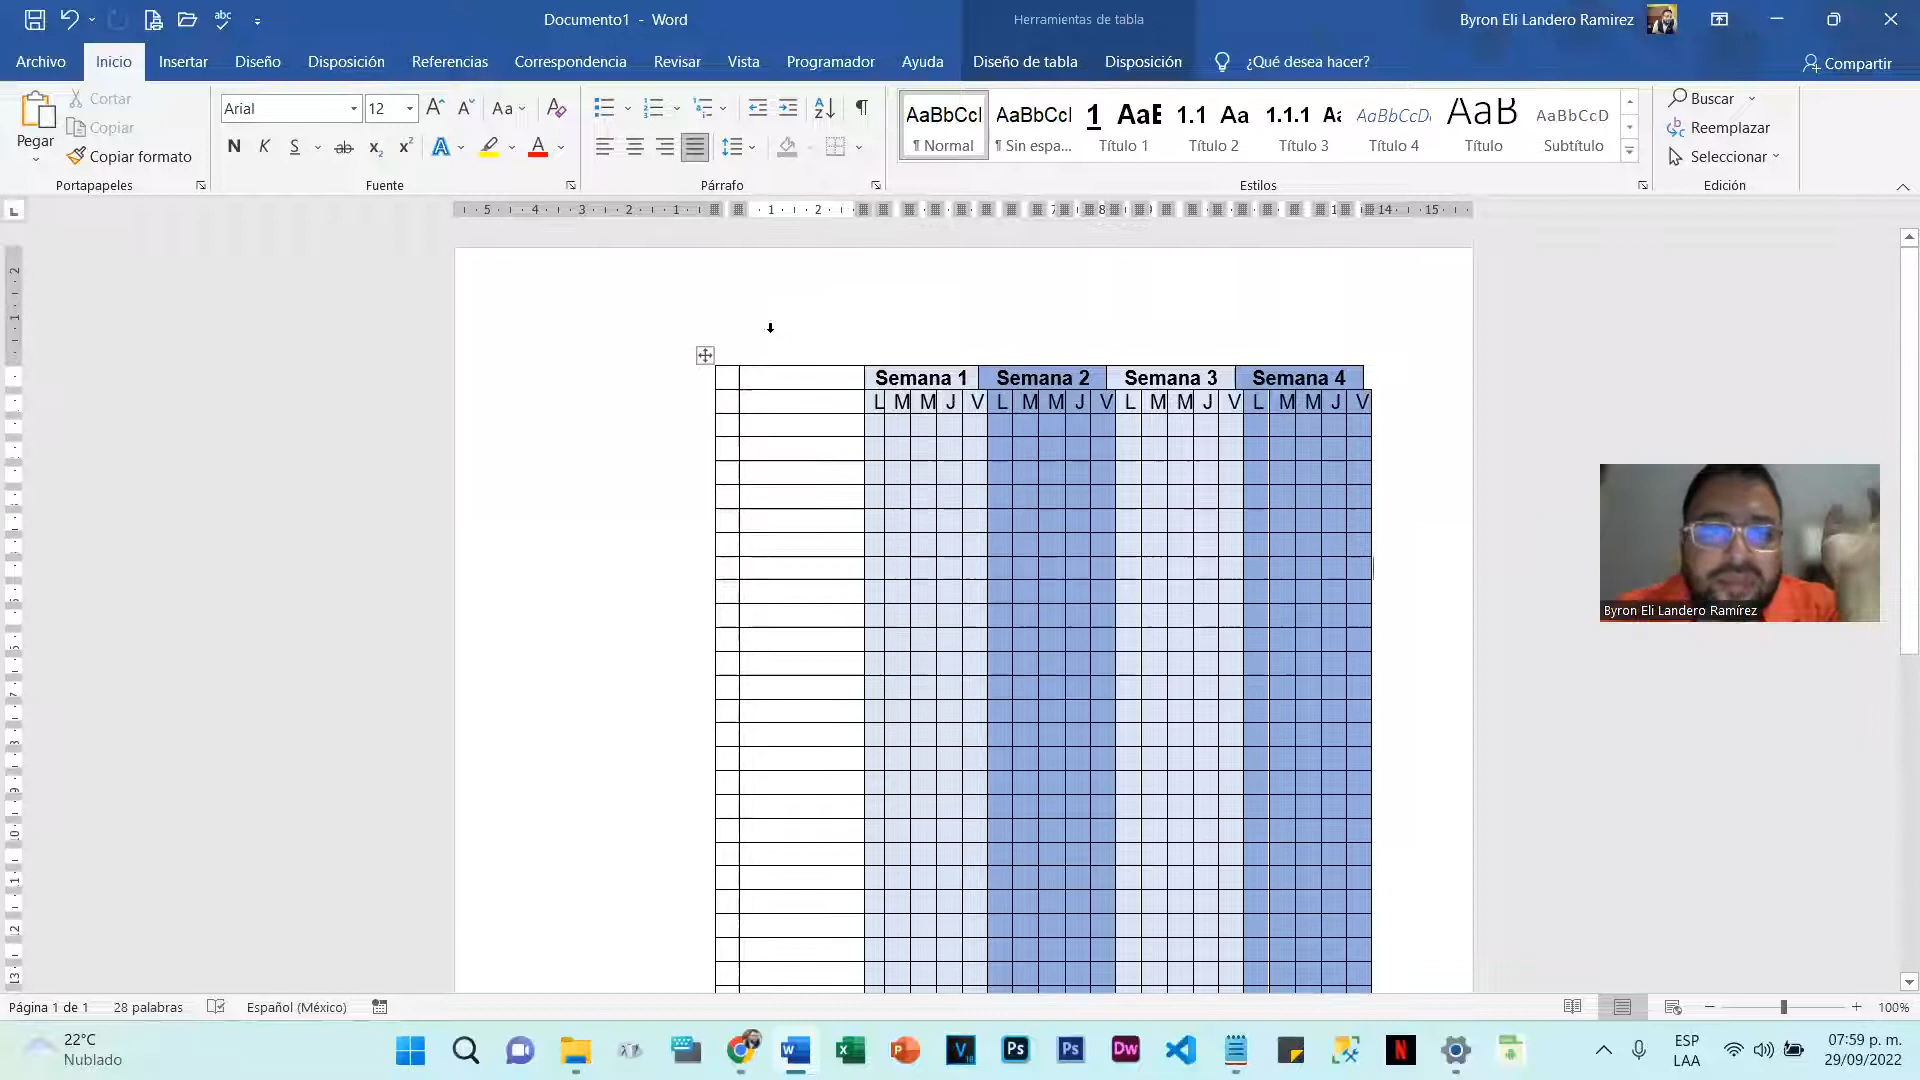 Documento1 - Word
Herramientas de tabla
Byron Eli Landero Ramirez
Archivo Inicio Insertar Diseño Disposición Referencias Correspondencia Revisar Vista Programador Ayuda Diseño de tabla Disposición ¿Qué desea hacer? Compartir
Pegar
Cortar
Copiar
Copiar formato
Portapapeles
Arial 12
Fuente
Párrafo
AaBbCcI AaBbCcI 1 AaB 1.1 Aa 1.1.1 Aa AaBbCcDc AaB AaBbCcD
¶ Normal ¶ Sin espa... Título 1 Título 2 Título 3 Título 4 Título Subtítulo
Estilos
Buscar
Reemplazar
Seleccionar
Edición
Semana 1 Semana 2 Semana 3 Semana 4
L M M J V L M M J V L M M J V L M M J V
Byron Eli Landero Ramírez
Página 1 de 1 28 palabras Español (México) 100%
22°C
Nublado
ESP
LAA
07:59 p. m.
29/09/2022